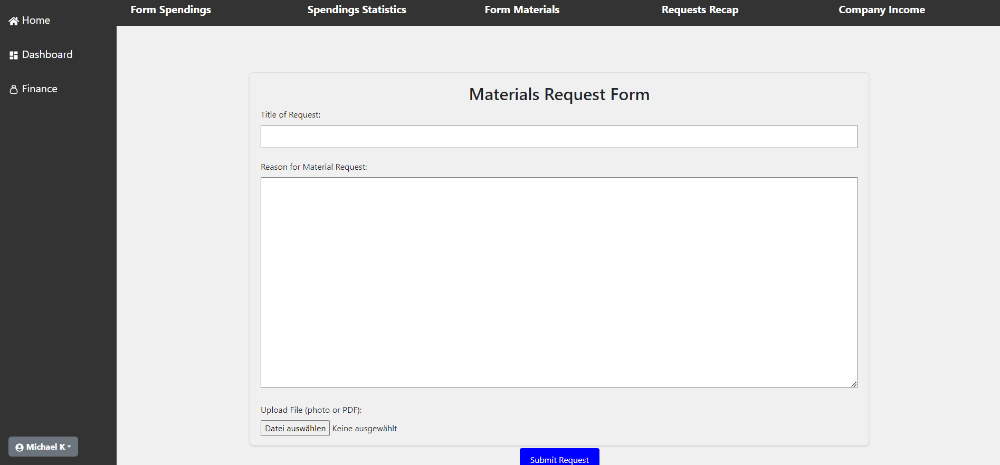 Form Spendings
Spendings Statistics
Form Materials
Requests Recap
Company Income
Home
Dashboard
Finance
Materials Request Form
Title of Request:
Reason for Material Request:
Upload File (photo or PDF):
Datei auswählen Keine ausgewählt
Michael K
Submit Request